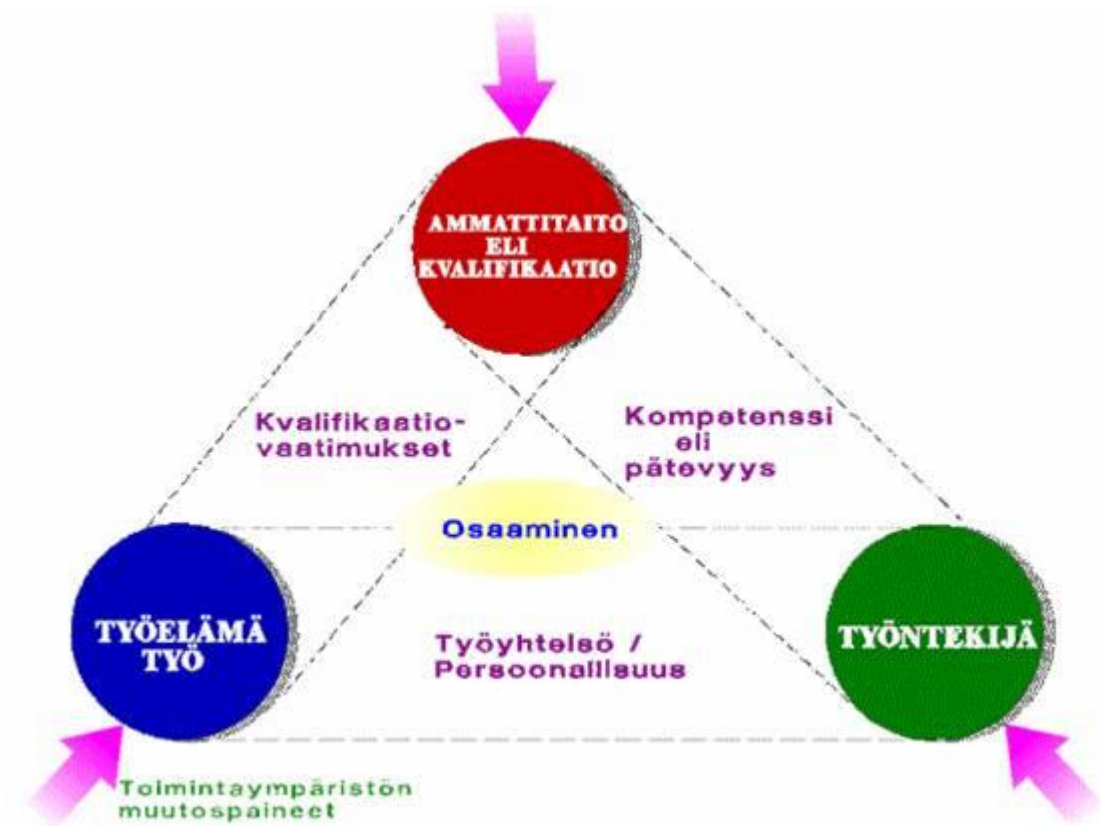 AMMATTITAITO
ELI
KVALIFIKAATIO
Kvalifikaatio-
vaatimukset
Kompetenssi
eli
pätevyys
Osaaminen
TYÖELÄMÄ
TYÖ
Työyhteisö /
Persoonallisuus
TYÖNTEKIJÄ
Toimintaympäristön
muutospaineet